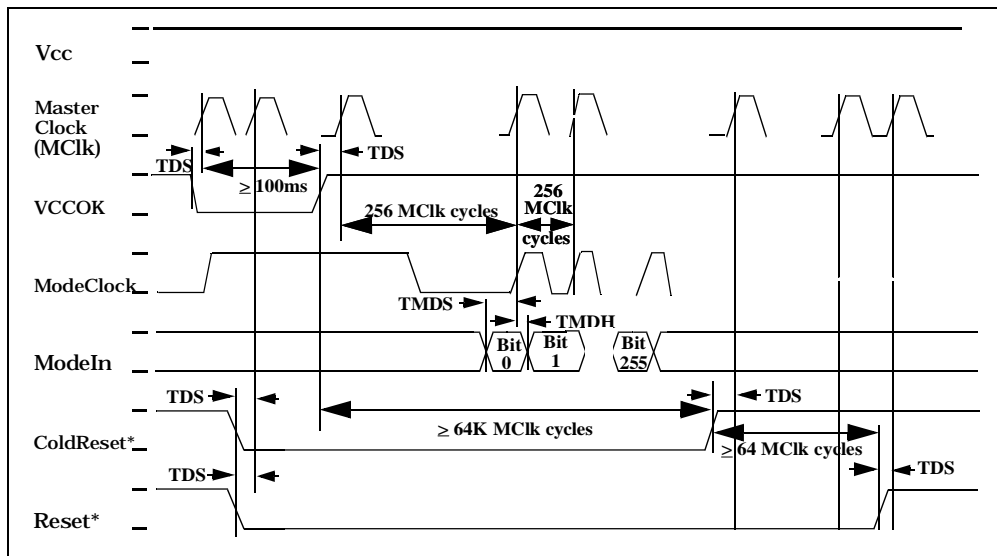 Vcc
Master
Clock
(MClk)
TDS
TDS
≥ 100ms
VCCOK
256 MClk cycles
256
MClk
cycles
ModeClock
TMDS
TMDH
ModeIn
Bit
0
Bit
1
Bit
255
TDS
TDS
ColdReset*
≥ 64K MClk cycles
≥ 64 MClk cycles
TDS
TDS
Reset*